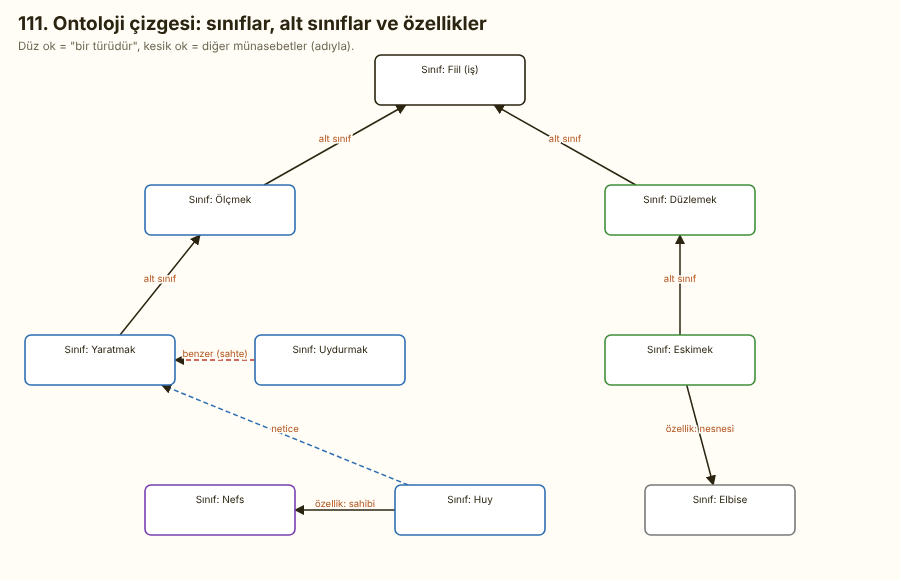 111. Ontoloji çizgesi: sınıflar, alt sınıflar ve özellikler
Düz ok = "bir türüdür", kesik ok = diğer münasebetler (adıyla).
Sınıf: Fiil (iş)
alt sınıf
alt sınıf
Sınıf: Ölçmek
Sınıf: Düzlemek
alt sınıf
alt sınıf
Sınıf: Yaratmak
benzer (sahte)
Sınıf: Uydurmak
Sınıf: Eskimek
netice
özellik: nesnesi
Sınıf: Nefs
özellik: sahibi
Sınıf: Huy
Sınıf: Elbise